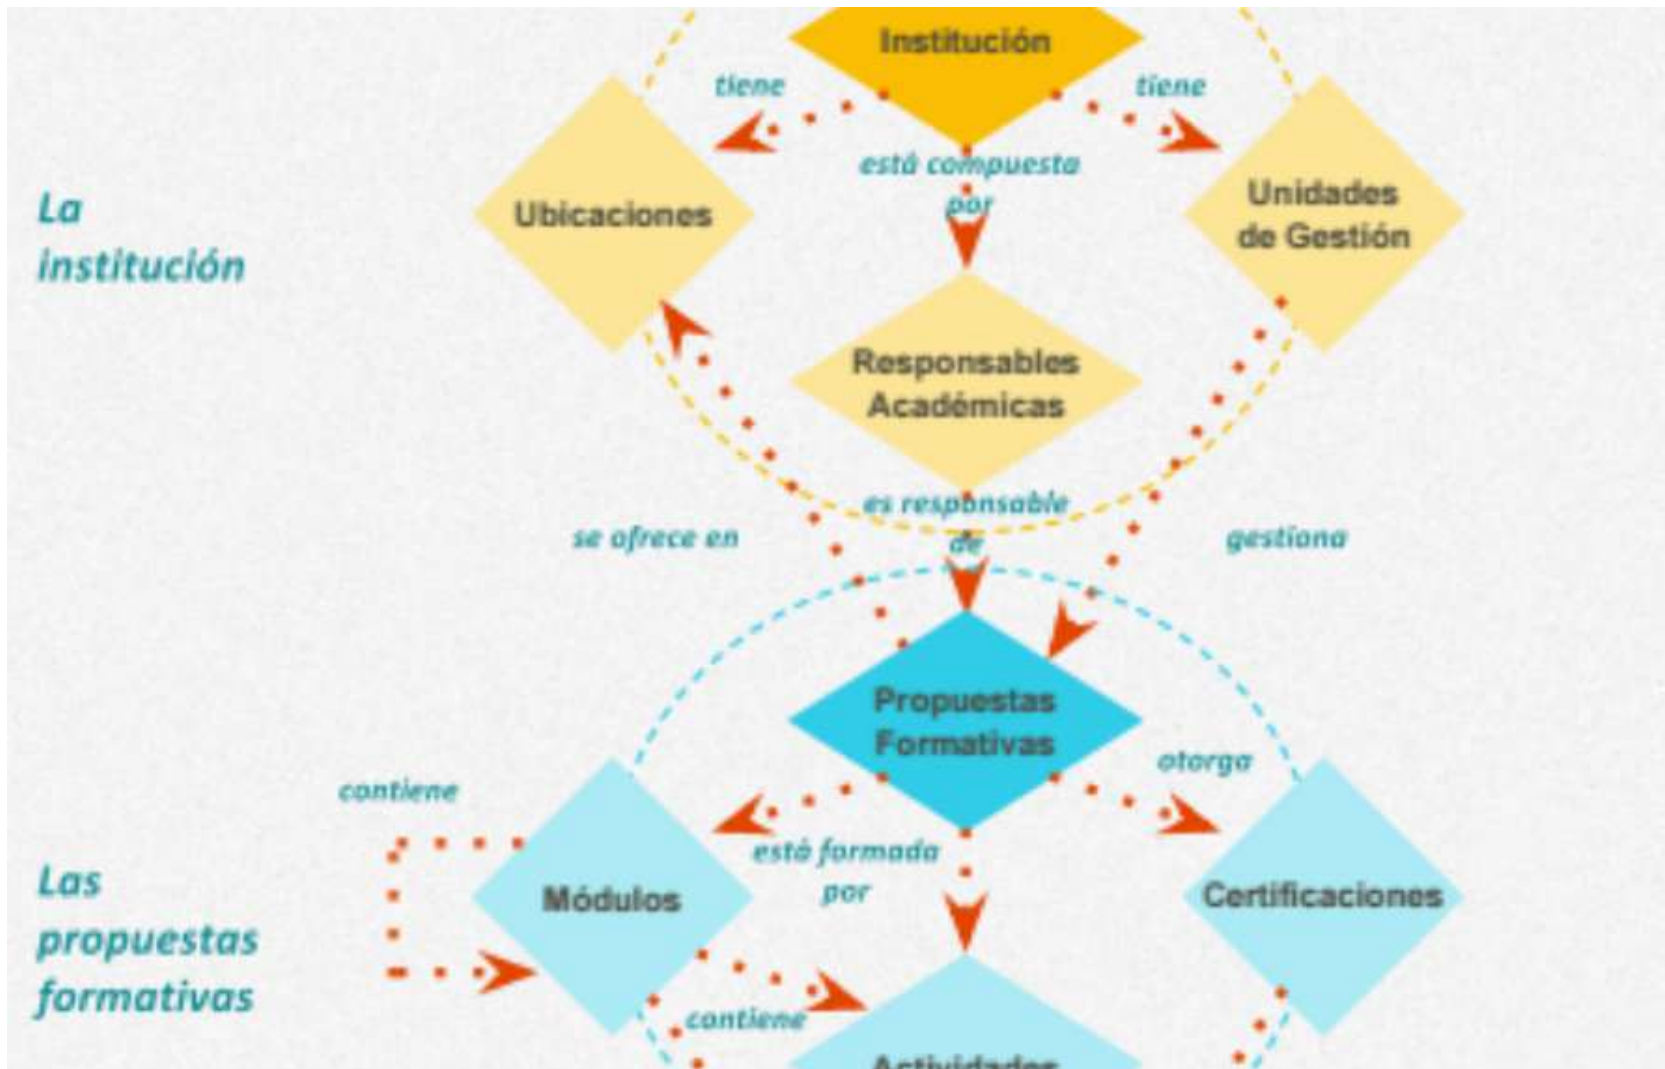 Institución
tiene
tiene
está compuesta
por
La
institución
Ubicaciones
Unidades
de Gestión
Responsables
Académicas
es responsable
de
se ofrece en
gestiona
Propuestas
Formativas
otorga
contiene
está formada
por
Módulos
Certificaciones
Las
propuestas
formativas
contiene
Actividades